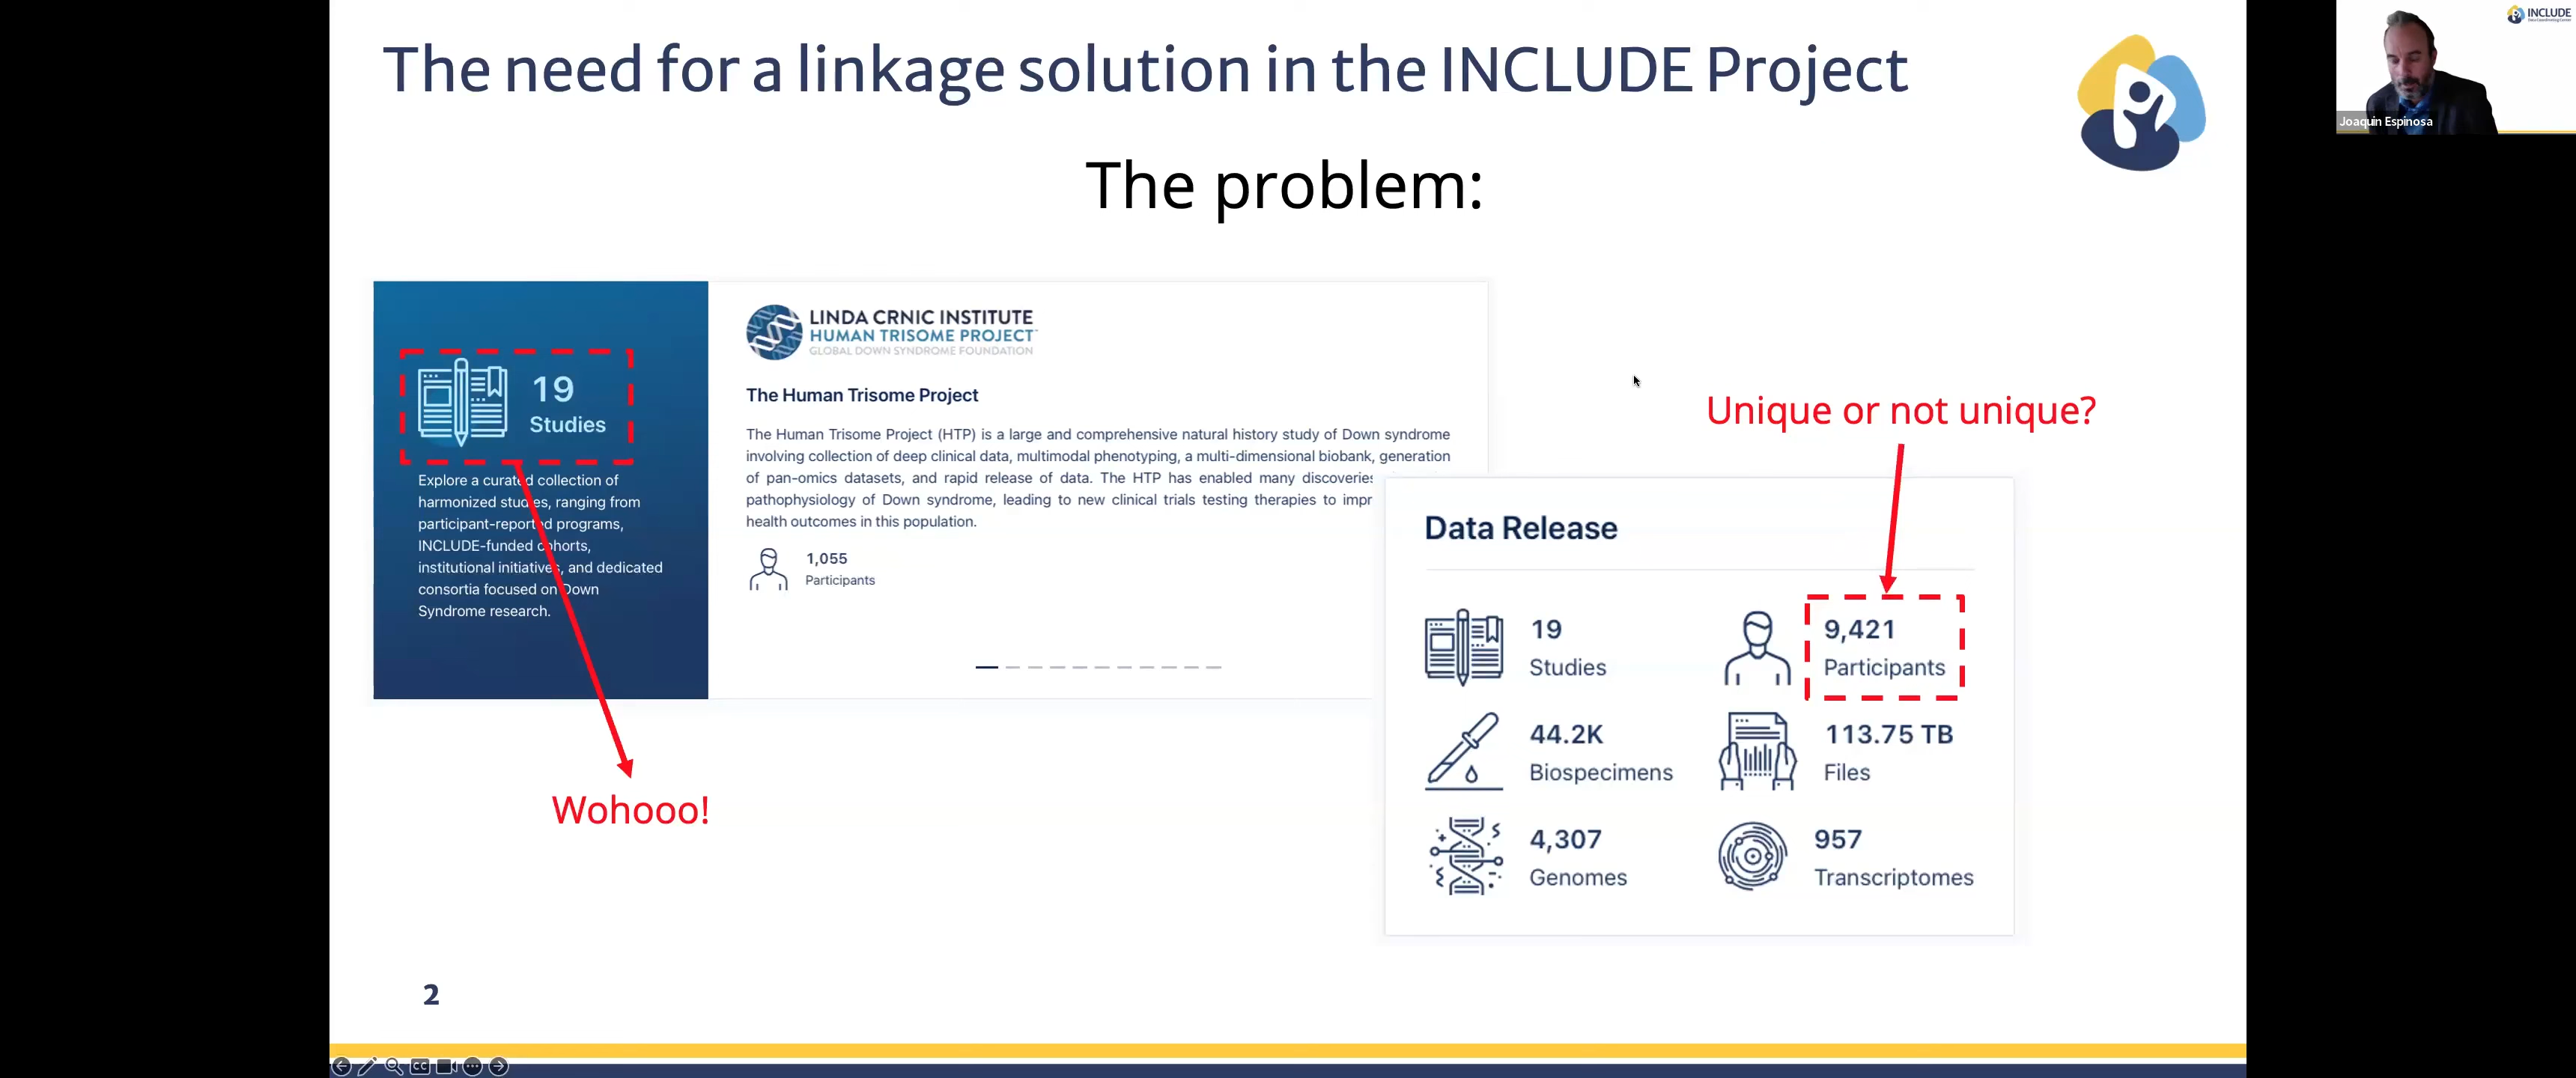 The need for a linkage solution in the INCLUDE Project
INCLUDE
Joaquin Espinosa
The problem:
19
Studies
Explore a curated collection of
harmonized studies, ranging from
participant-reported programs,
INCLUDE-funded cohorts,
institutional initiatives, and dedicated
consortia focused on Down
Syndrome research.
Wohooo!
LINDA CRNIC INSTITUTE
HUMAN TRISOME PROJECT
GLOBAL DOWN SYNDROME FOUNDATION
The Human Trisome Project
The Human Trisome Project (HTP) is a large and comprehensive natural history study of Down syndrome
involving collection of deep clinical data, multimodal phenotyping, a multi-dimensional biobank, generation
of pan-omics datasets, and rapid release of data. The HTP has enabled many discoveries
pathophysiology of Down syndrome, leading to new clinical trials testing therapies to impr
health outcomes in this population.
1,055
Participants
Unique or not unique?
Data Release
19
Studies
9,421
Participants
44.2K
Biospecimens
113.75 TB
Files
4,307
Genomes
957
Transcriptomes
2
CC